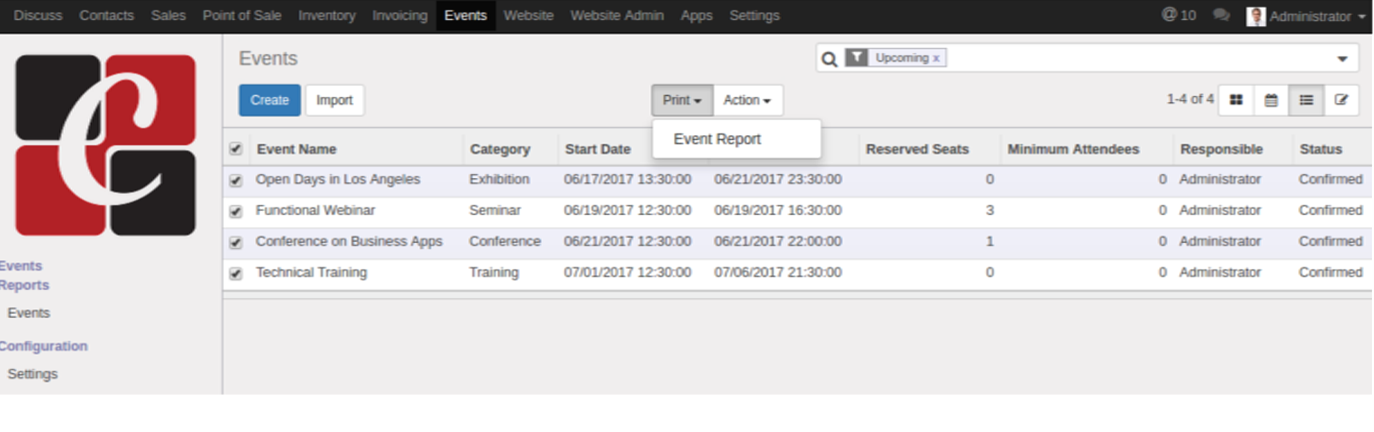 Discuss Contacts Sales Point of Sale Inventory Invoicing Events Website Website Admin Apps Settings @ 10 Administrator
C
Events Upcoming x
Create Import Print Action 1-4 of 4
Event Report
Event Name Category Start Date Reserved Seats Minimum Attendees Responsible Status
Open Days in Los Angeles Exhibition 06/17/2017 13:30:00 06/21/2017 23:30:00 0 0 Administrator Confirmed
Functional Webinar Seminar 06/19/2017 12:30:00 06/19/2017 16:30:00 3 0 Administrator Confirmed
Conference on Business Apps Conference 06/21/2017 12:30:00 06/21/2017 22:00:00 1 0 Administrator Confirmed
Technical Training Training 07/01/2017 12:30:00 07/06/2017 21:30:00 0 0 Administrator Confirmed
Events
Reports
Events
Configuration
Settings